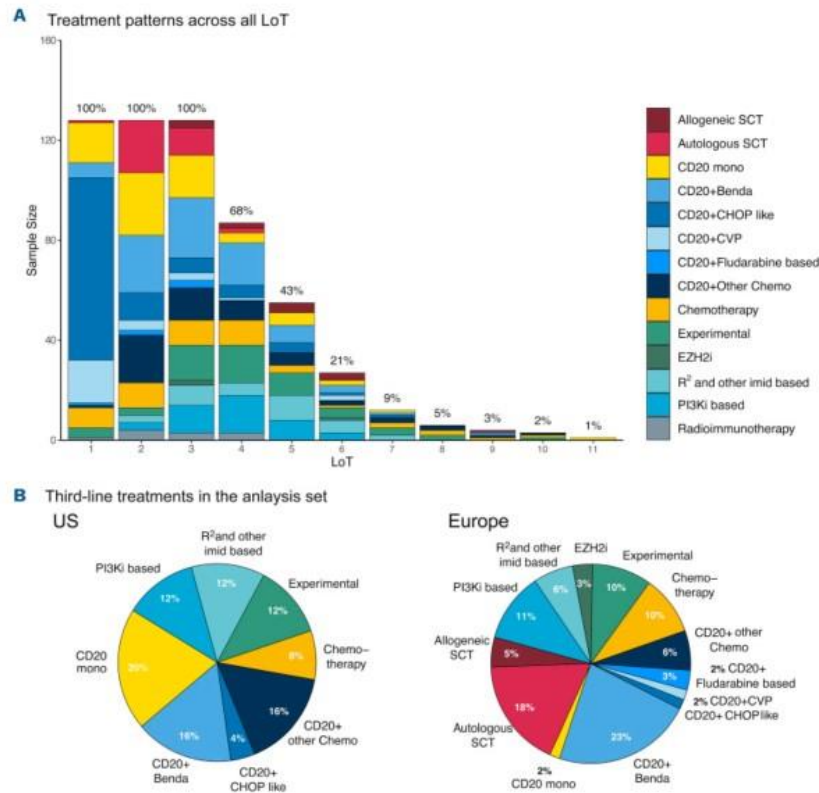 A Treatment patterns across all LoT
160
120
80
40
0
Sample Size
100%
100%
100%
68%
43%
21%
9%
5%
3%
2%
1%
1 2 3 4 5 6 7 8 9 10 11
LoT
Allogeneic SCT
Autologous SCT
CD20 mono
CD20+Benda
CD20+CHOP like
CD20+CVP
CD20+Fludarabine based
CD20+Other Chemo
Chemotherapy
Experimental
EZH2i
R² and other imid based
PI3Ki based
Radioimmunotherapy
B Third-line treatments in the anlaysis set
US
R²and other
imid based
12%
Experimental
12%
Chemo-
therapy
8%
CD20+
other Chemo
16%
CD20+
CHOP like
4%
CD20+
Benda
16%
CD20
mono
20%
PI3Ki based
12%
Europe
R²and other
imid based
6%
EZH2i
3%
Experimental
10%
Chemo-
therapy
10%
CD20+ other
Chemo
6%
2% CD20+
Fludarabine based
3%
2% CD20+CVP
CD20+ CHOP like
CD20+
Benda
23%
2%
CD20 mono
Autologous
SCT
18%
Allogeneic
SCT
5%
PI3Ki based
11%